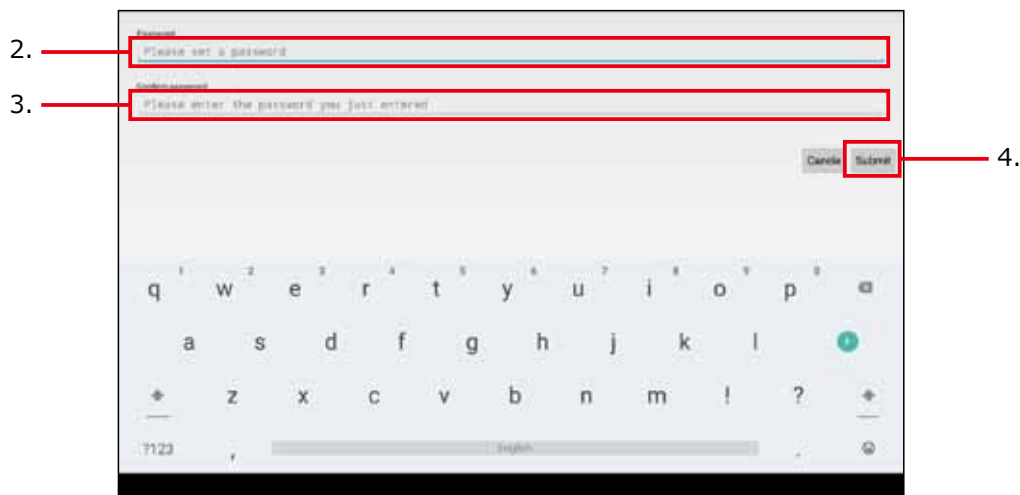 Password
2.
Please set a password
Confirm password
3.
Please enter the password you just entered
Cancle Submit
4.
1 2 3 4 5 6 7 8 9 0
q w e r t y u i o p
a s d f g h j k l
z x c v b n m ! ?
?123 , English .